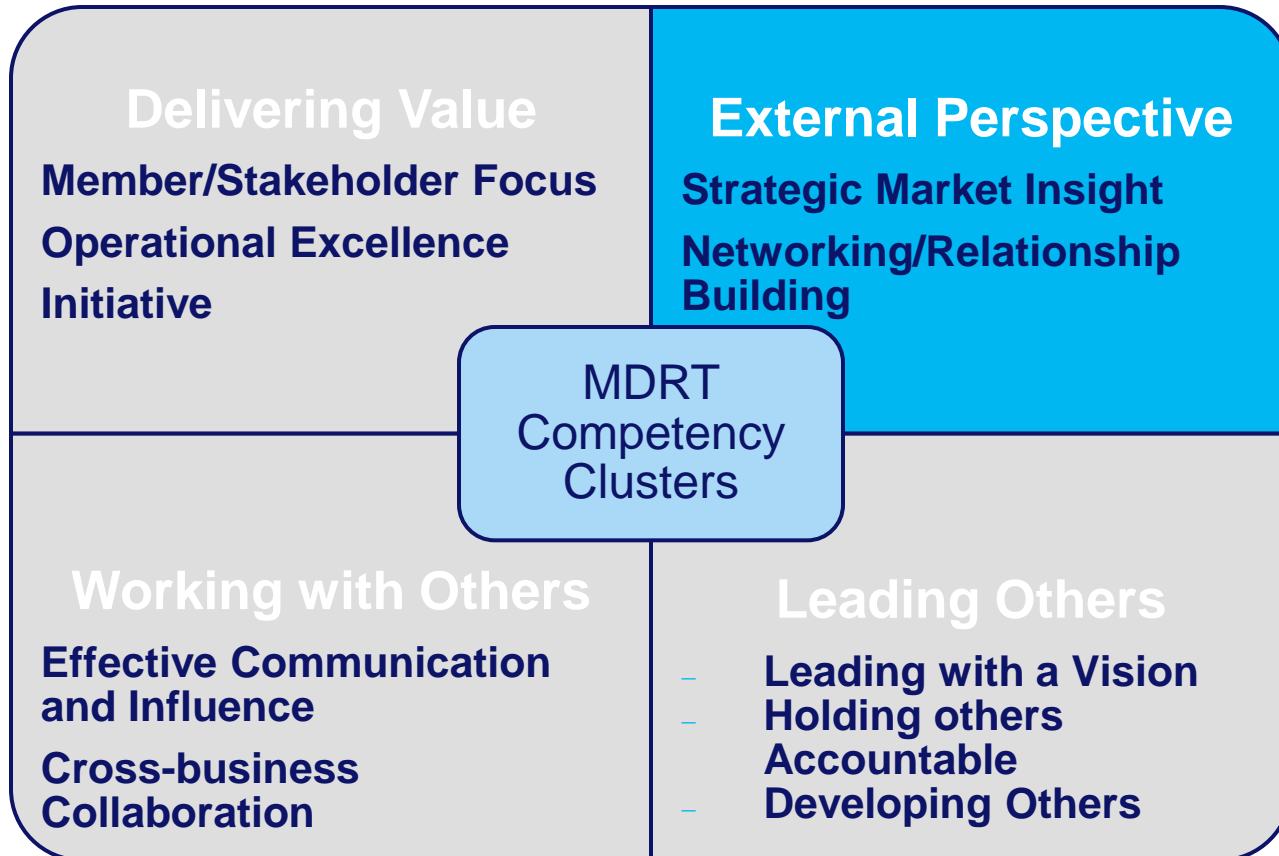 Delivering Value
Member/Stakeholder Focus
Operational Excellence
Initiative
External Perspective
Strategic Market Insight
Networking/Relationship
Building
MDRT
Competency
Clusters
Working with Others
Effective Communication
and Influence
Cross-business
Collaboration
Leading Others
– Leading with a Vision
– Holding others
Accountable
– Developing Others